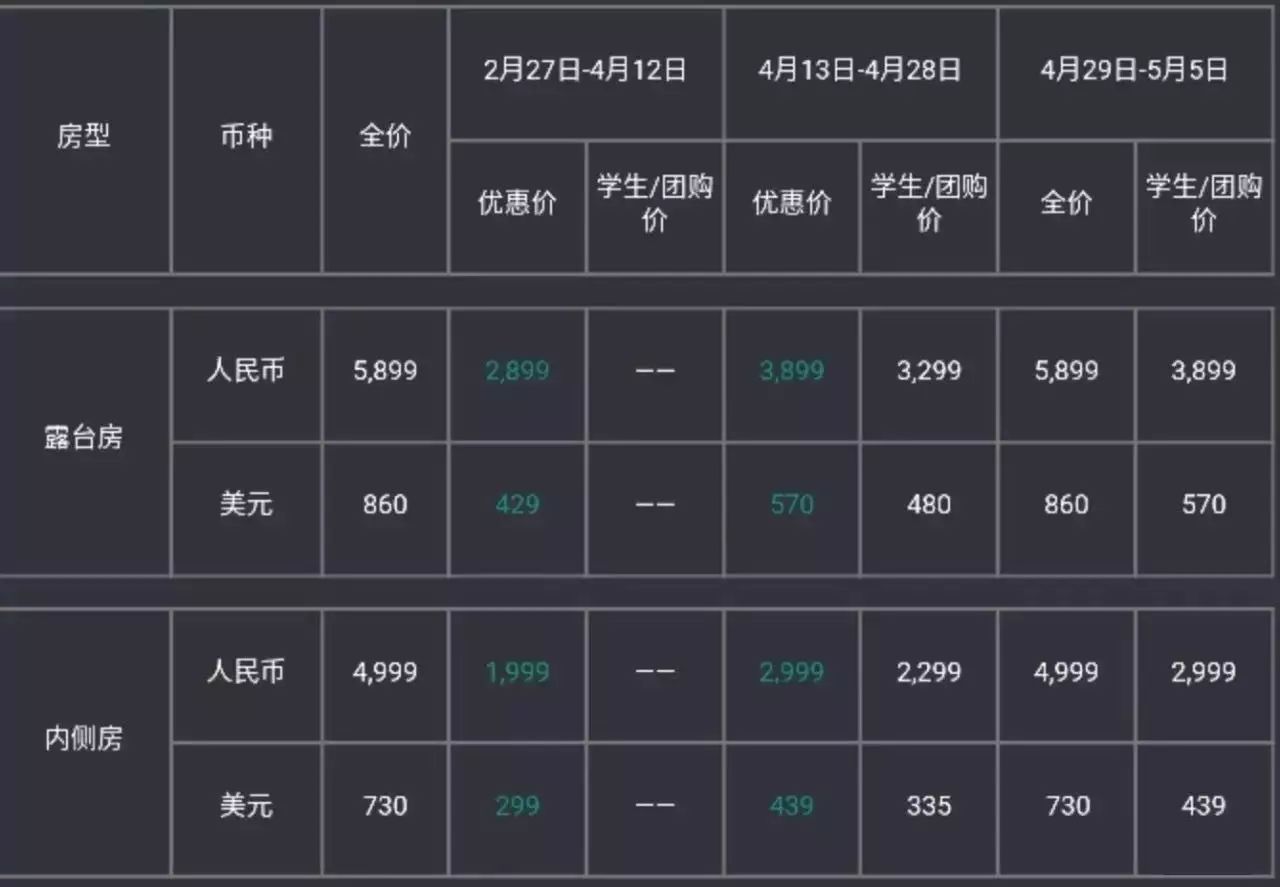 房型 币种 全价 2月27日-4月12日 4月13日-4月28日 4月29日-5月5日
优惠价 学生/团购价 优惠价 学生/团购价 全价 学生/团购价
露台房 人民币 5,899 2,899 —— 3,899 3,299 5,899 3,899
美元 860 429 —— 570 480 860 570
内侧房 人民币 4,999 1,999 —— 2,999 2,299 4,999 2,999
美元 730 299 —— 439 335 730 439